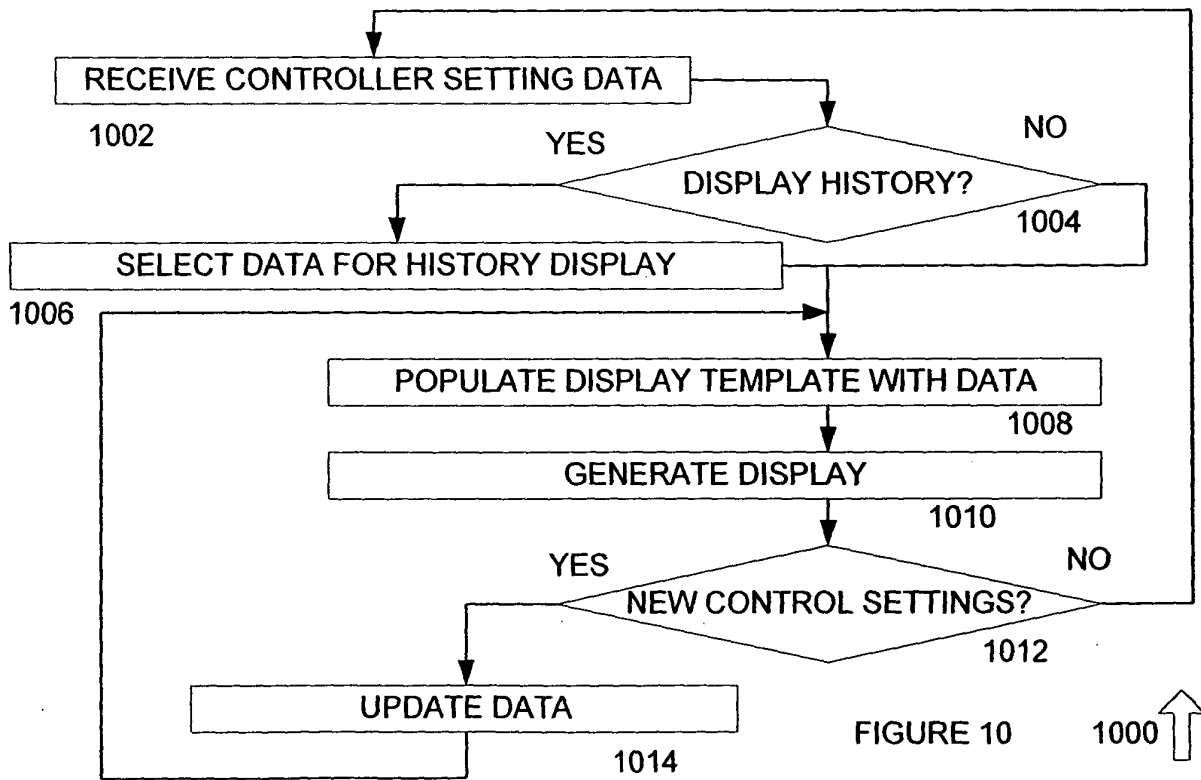 RECEIVE CONTROLLER SETTING DATA
1002
YES
NO
DISPLAY HISTORY?
1004
SELECT DATA FOR HISTORY DISPLAY
1006
POPULATE DISPLAY TEMPLATE WITH DATA
1008
GENERATE DISPLAY
1010
YES
NO
NEW CONTROL SETTINGS?
1012
UPDATE DATA
1014
FIGURE 10
1000